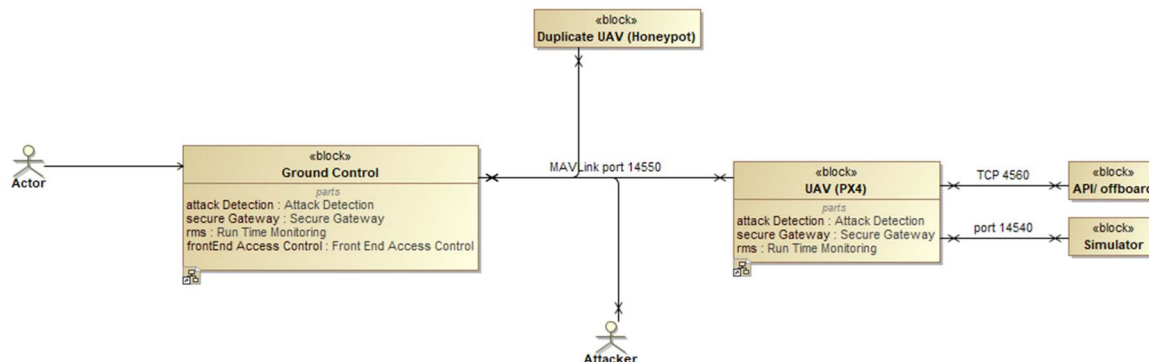 «block»
Duplicate UAV (Honeypot)
Actor
«block»
Ground Control
parts
attack Detection : Attack Detection
secure Gateway : Secure Gateway
rms : Run Time Monitoring
frontEnd Access Control : Front End Access Control
MAVLink port 14550
«block»
UAV (PX4)
parts
attack Detection : Attack Detection
secure Gateway : Secure Gateway
rms : Run Time Monitoring
TCP 4560
«block»
API/ offboard
port 14540
«block»
Simulator
Attacker